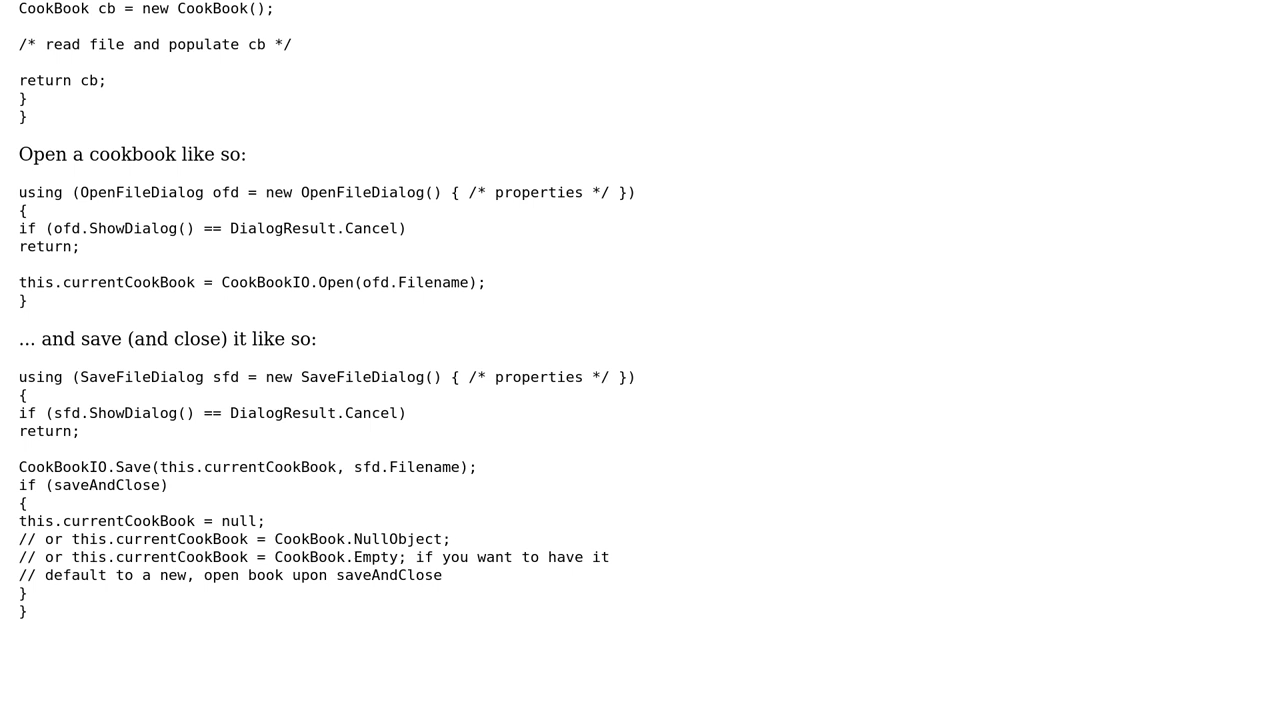 CookBook cb = new CookBook();
/* read file and populate cb */
return cb;
}
}
Open a cookbook like so:
using (OpenFileDialog ofd = new OpenFileDialog() { /* properties */ })
{
if (ofd.ShowDialog() == DialogResult.Cancel)
return;
this.currentCookBook = CookBookIO.Open(ofd.Filename);
}
... and save (and close) it like so:
using (SaveFileDialog sfd = new SaveFileDialog() { /* properties */ })
{
if (sfd.ShowDialog() == DialogResult.Cancel)
return;
CookBookIO.Save(this.currentCookBook, sfd.Filename);
if (saveAndClose)
{
this.currentCookBook = null;
// or this.currentCookBook = CookBook.NullObject;
// or this.currentCookBook = CookBook.Empty; if you want to have it
// default to a new, open book upon saveAndClose
}
}